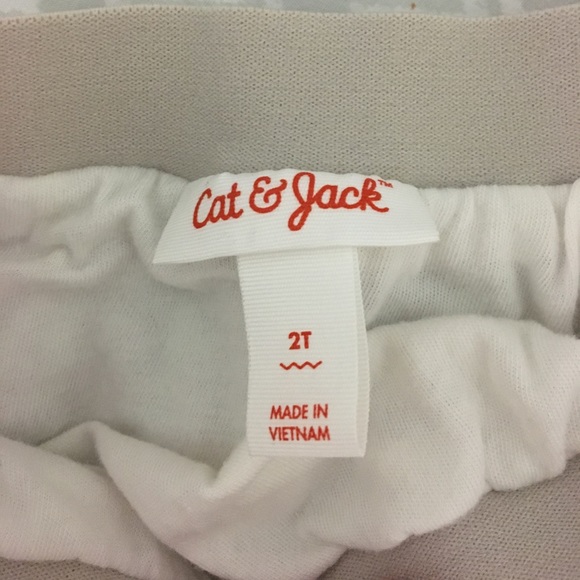 Cat & Jack™
2T
MADE IN
VIETNAM